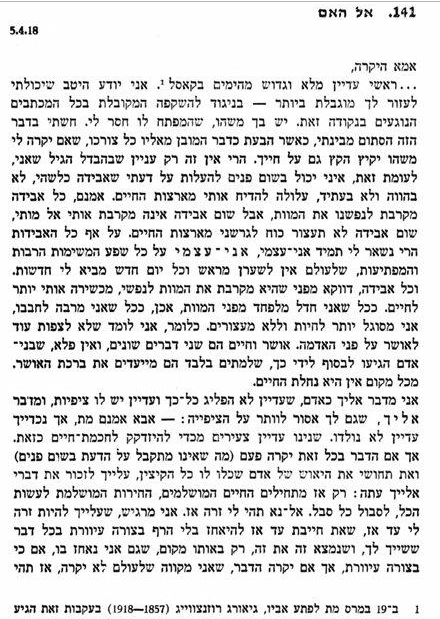 141. אל האם
5.4.18
אמא היקרה,
...ראשי עדיין מלא וגדוש מהימים בקאסל 1. אני יודע היטב שיכולתי
לעזור לך מוגבלת ביותר — בניגוד להשקפה המקובלת בכל המכתבים
הנוגעים בנקודה זאת. יש בך משהו, שהמפתח לו חסר לי. חשתי בדבר
הזה הסתום מבינתי, כאשר הבעת כדבר המובן מאליו כל צורכו, שאם יקרה לי
משהו יקיץ הקץ גם על חייך. הרי אין זה רק עניין שבהבדל הגיל שאני,
לעומת זאת, איני יכול בשום פנים להעלות על דעתי שאבידה כלשהי, לא
בהווה ולא בעתיד, עלולה להדיח אותי מארצות החיים. אמנם, כל אבידה
מקרבת לנפשנו את המוות, אבל שום אבידה אינה מקרבת אותי אל מותי,
שום אבידה לא תעצור כוח לגרשני מארצות החיים. על אף כל האבידות
הרי נשאר לי תמיד אני־עצמי, אני־עצמי על כל שפע המשימות הרבות
והמפתיעות, שלעולם אין לשערן מראש וכל יום חדש מביא לי חדשות.
וכל אבידה, דווקא מפני שהיא מקרבת את המוות לנפשי, מכשירה אותי יותר
לחיים. ככל שאני חדל מלפחד מפני המוות, אכן, ככל שאני מרבה לחבבו,
אני מסוגל יותר לחיות וללא מעצורים. כלומר, אני לומד שלא לצפות עוד
לאושר על פני האדמה. אושר וחיים הם שני דברים שונים, ואין פלא, שבני־
אדם הגיעו לבסוף לידי כך, שלמתים בלבד הם מייעדים את ברכת האושר.
מכל מקום אין היא נחלת החיים.
אני מדבר אליך כאדם, שעדיין לא הפליג כל־כך ועדיין יש לו ציפיות, ומדבר
אליך, שגם לך אסור לוותר על הציפייה: — אבא אמנם מת, אך נכדייך
עדיין לא נולדו. שנינו עדיין צעירים מכדי להיזדקק לחכמת־חיים כזאת.
אך אם הדבר בכל זאת יקרה פעם (מה שאינו מתקבל על הדעת בשום פנים)
ואת תחושי את היאוש של אדם שכלו לו כל הקיצין, עלייך לזכור את דברי
אלייך עתה: רק אז מתחילים החיים המושלמים, החירות המושלמת לעשות
הכל, לסבול כל סבל. אל־נא תהי לי זרה אז. אני מרגיש, שעלייך להיות זרה
לי עד אז, שאת חייבת עד אז להיאחז בלי הרף בצורה עיוורת בכל דבר
ששייך לך, ושנמצא זה את זה, רק באותו מקום, שגם אני נאחז בו, אם כי
בצורה עיוורת, אך אם יקרה הדבר, שאני מקווה שלעולם לא יקרה, אז תהי
1 ב־19 במרס מת לפתע אביו, גיאורג רוזנצווייג (1857—1918) בעקבות זאת הגיע